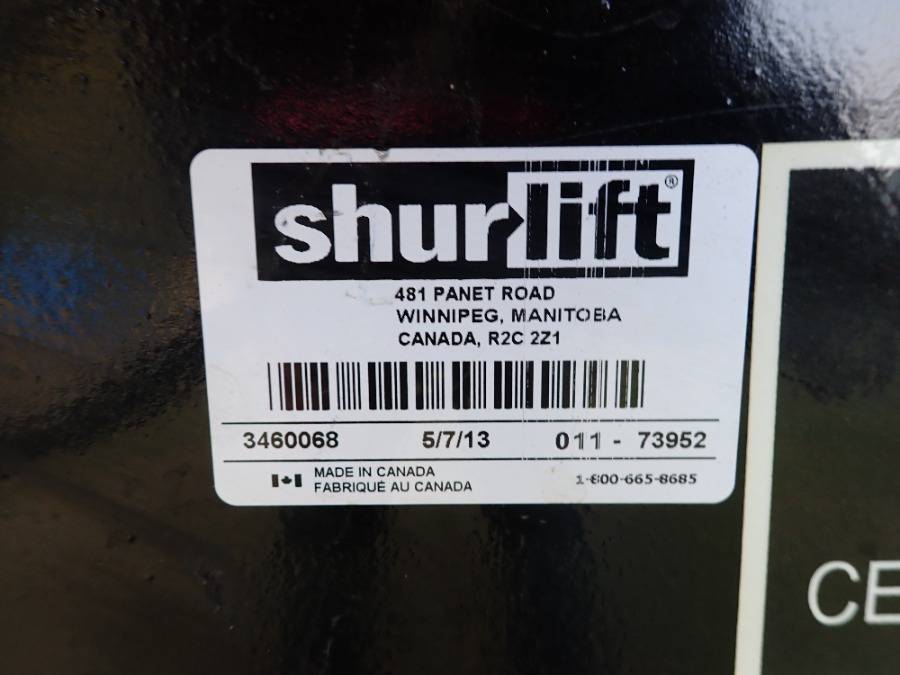 shurlift®
481 PANET ROAD
WINNIPEG, MANITOBA
CANADA, R2C 2Z1
3460068 5/7/13 011 - 73952
MADE IN CANADA
FABRIQUÉ AU CANADA
1-800-665-8685
CE